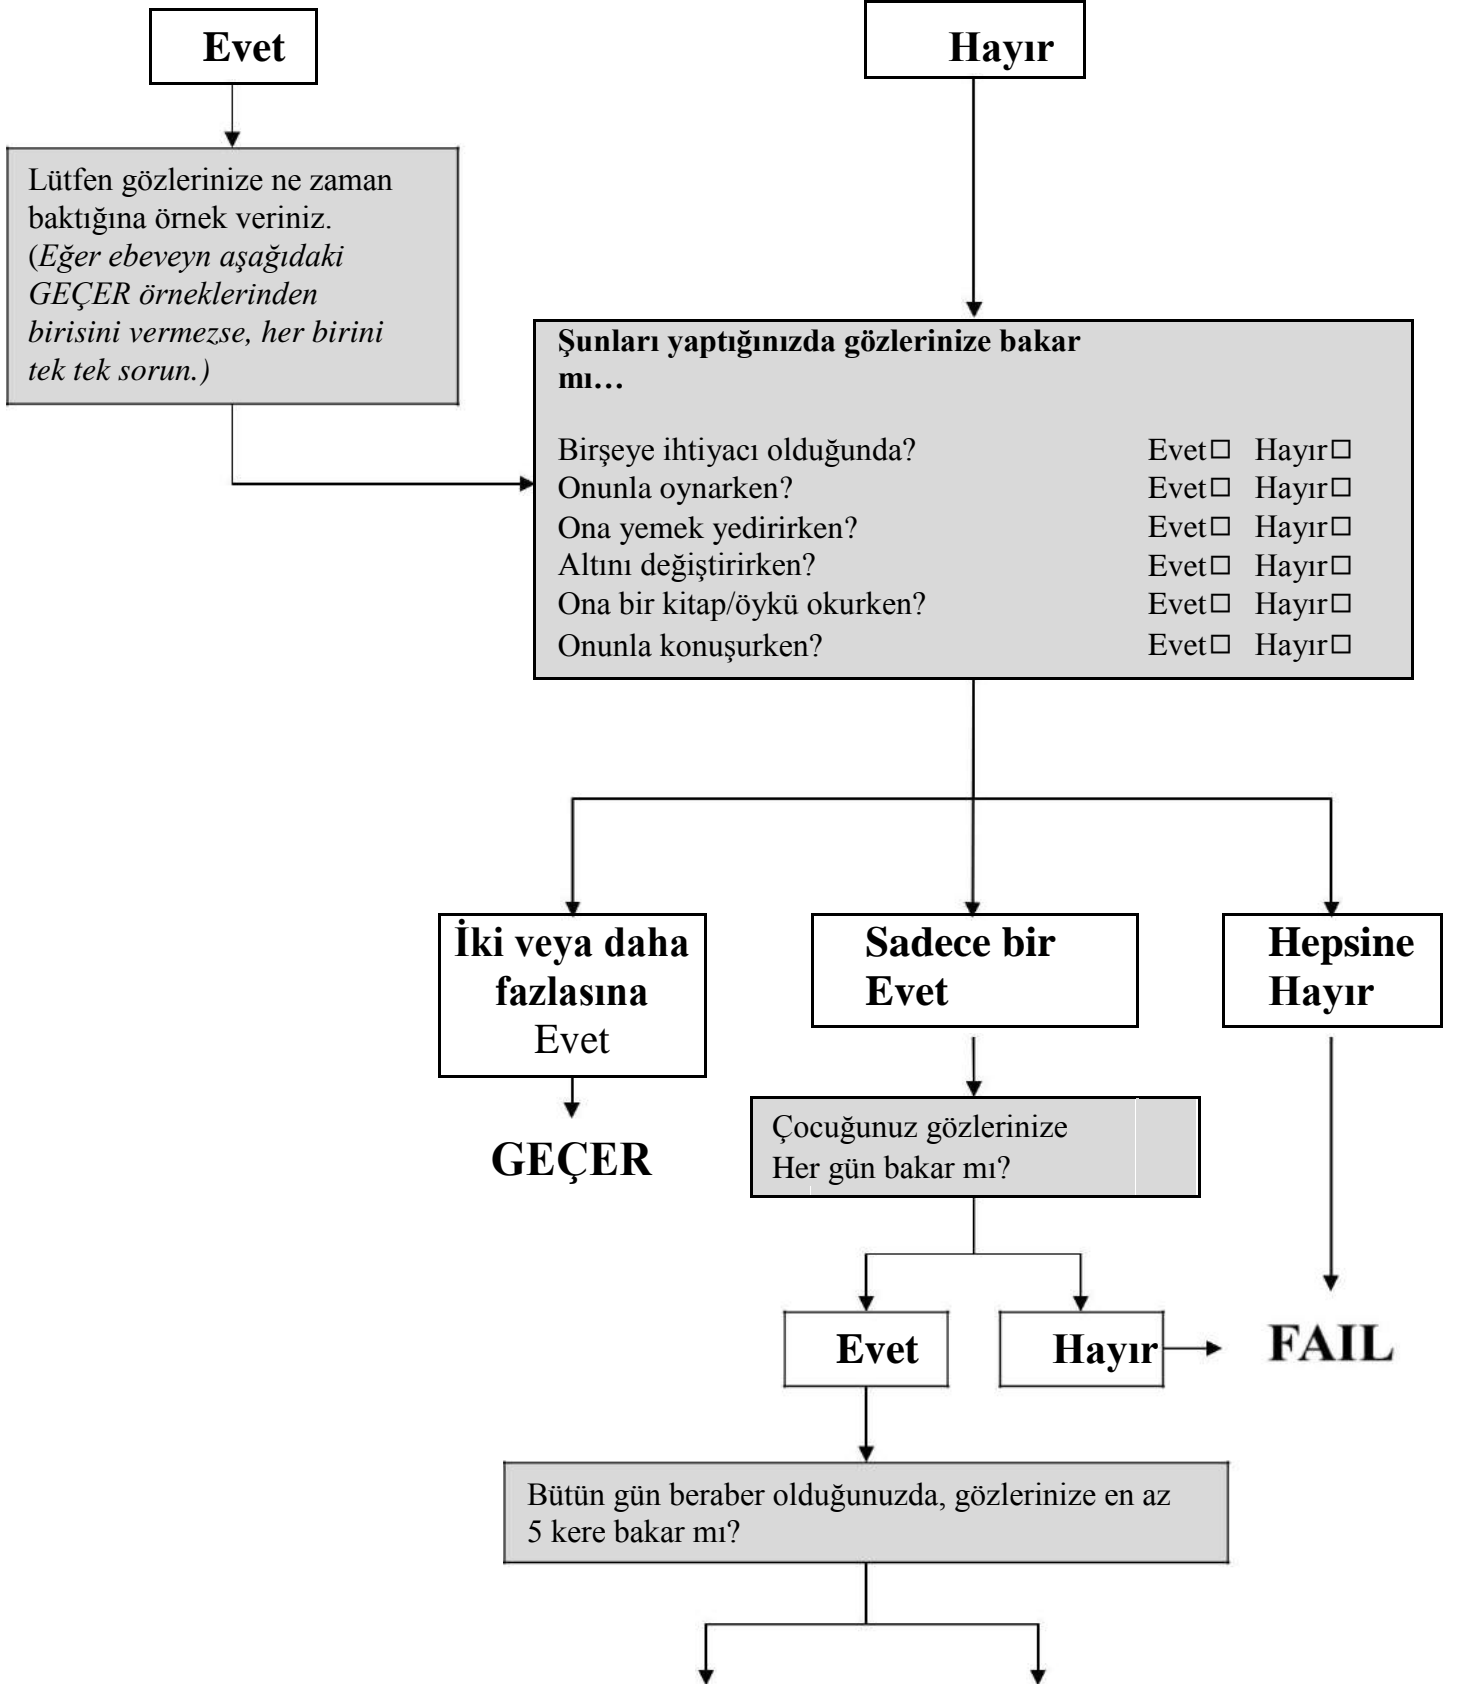 Evet
Hayır
Lütfen gözlerinize ne zaman
baktığına örnek veriniz.
(Eğer ebeveyn aşağıdaki
GEÇER örneklerinden
birisini vermezse, her birini
tek tek sorun.)
Şunları yaptığınızda gözlerinize bakar
mı…
Birşeye ihtiyacı olduğunda? Evet□ Hayır□
Onunla oynarken? Evet□ Hayır□
Ona yemek yedirirken? Evet□ Hayır□
Altını değiştirirken? Evet□ Hayır□
Ona bir kitap/öykü okurken? Evet□ Hayır□
Onunla konuşurken? Evet□ Hayır□
İki veya daha
fazlasına
Evet
Sadece bir
Evet
Hepsine
Hayır
GEÇER
Çocuğunuz gözlerinize
Her gün bakar mı?
Evet
Hayır
FAIL
Bütün gün beraber olduğunuzda, gözlerinize en az
5 kere bakar mı?